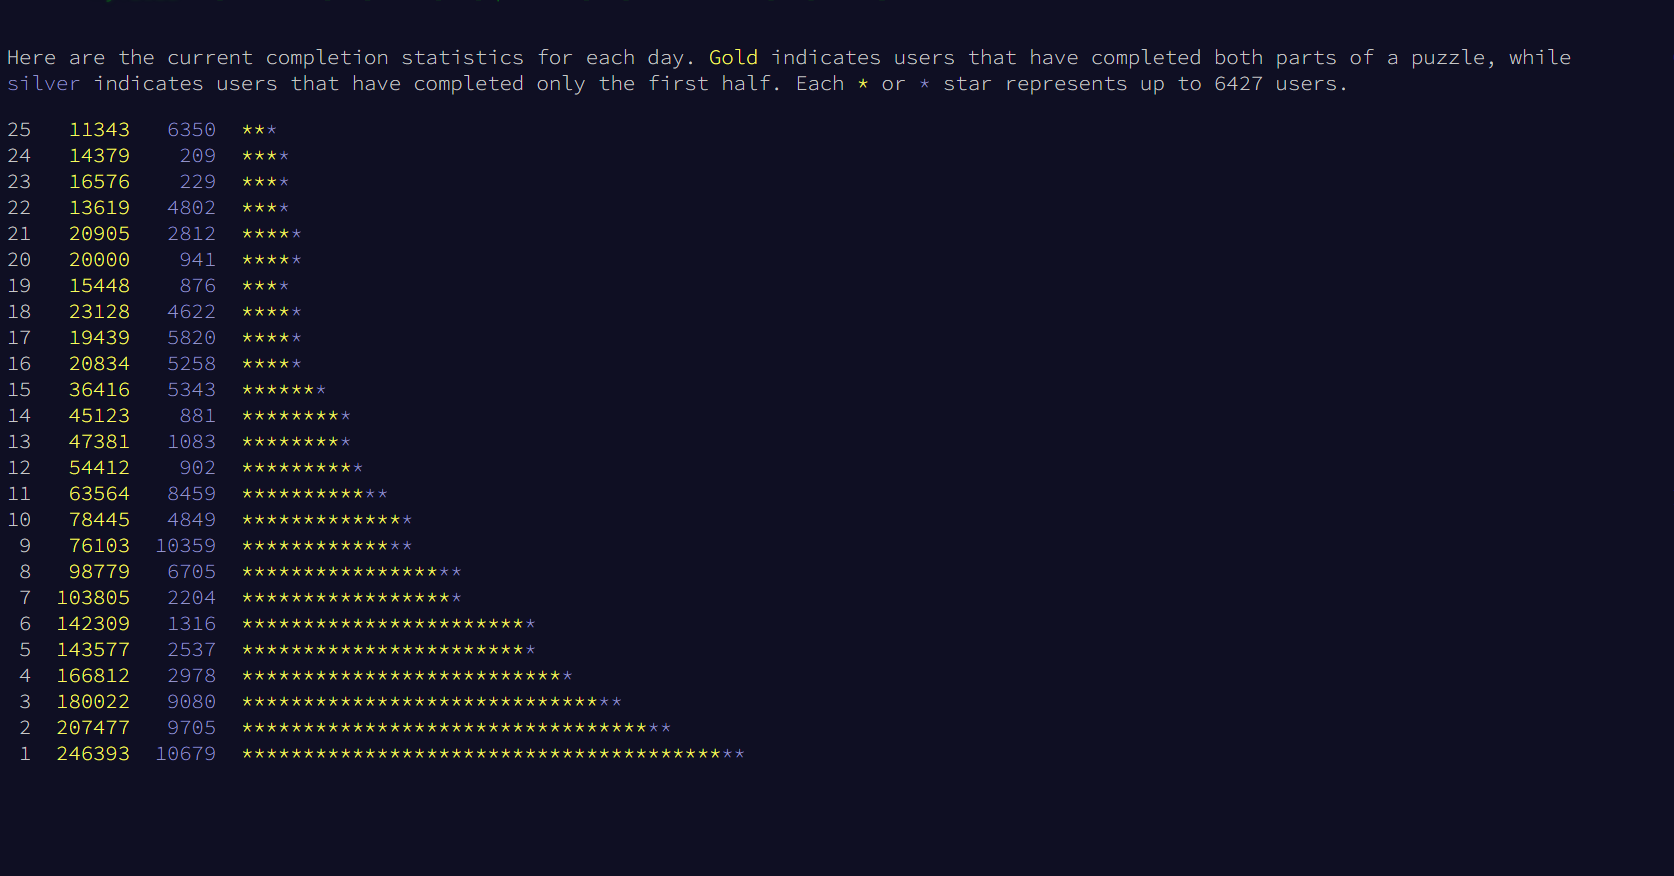 Here are the current completion statistics for each day. Gold indicates users that have completed both parts of a puzzle, while
silver indicates users that have completed only the first half. Each * or * star represents up to 6427 users.
25   11343   6350  ***
24   14379    209  ****
23   16576    229  ****
22   13619   4802  ****
21   20905   2812  *****
20   20000    941  *****
19   15448    876  ****
18   23128   4622  *****
17   19439   5820  *****
16   20834   5258  *****
15   36416   5343  *******
14   45123    881  *********
13   47381   1083  *********
12   54412    902  **********
11   63564   8459  ************
10   78445   4849  **************
 9   76103  10359  **************
 8   98779   6705  ******************
 7  103805   2204  ******************
 6  142309   1316  ************************
 5  143577   2537  ************************
 4  166812   2978  ***************************
 3  180022   9080  *******************************
 2  207477   9705  ***********************************
 1  246393  10679  *****************************************